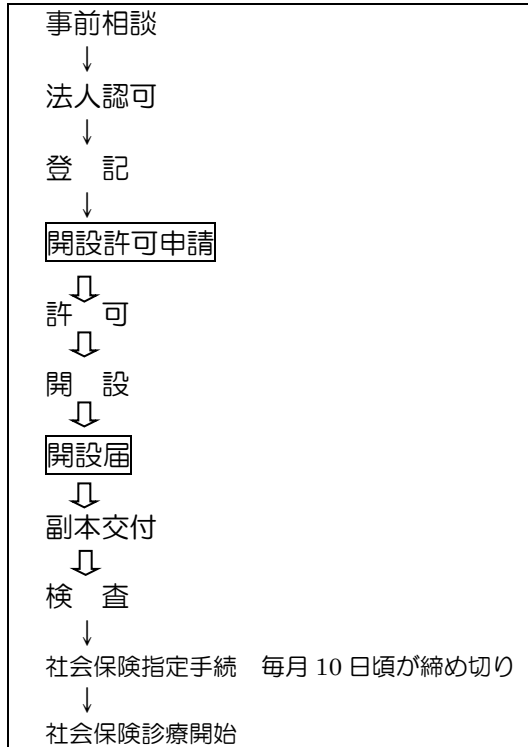 事前相談
↓
法人認可
↓
登　記
↓
開設許可申請
⇩
許　可
⇩
開　設
⇩
開設届
⇩
副本交付
⇩
検　査
↓
社会保険指定手続　毎月 10 日頃が締め切り
↓
社会保険診療開始